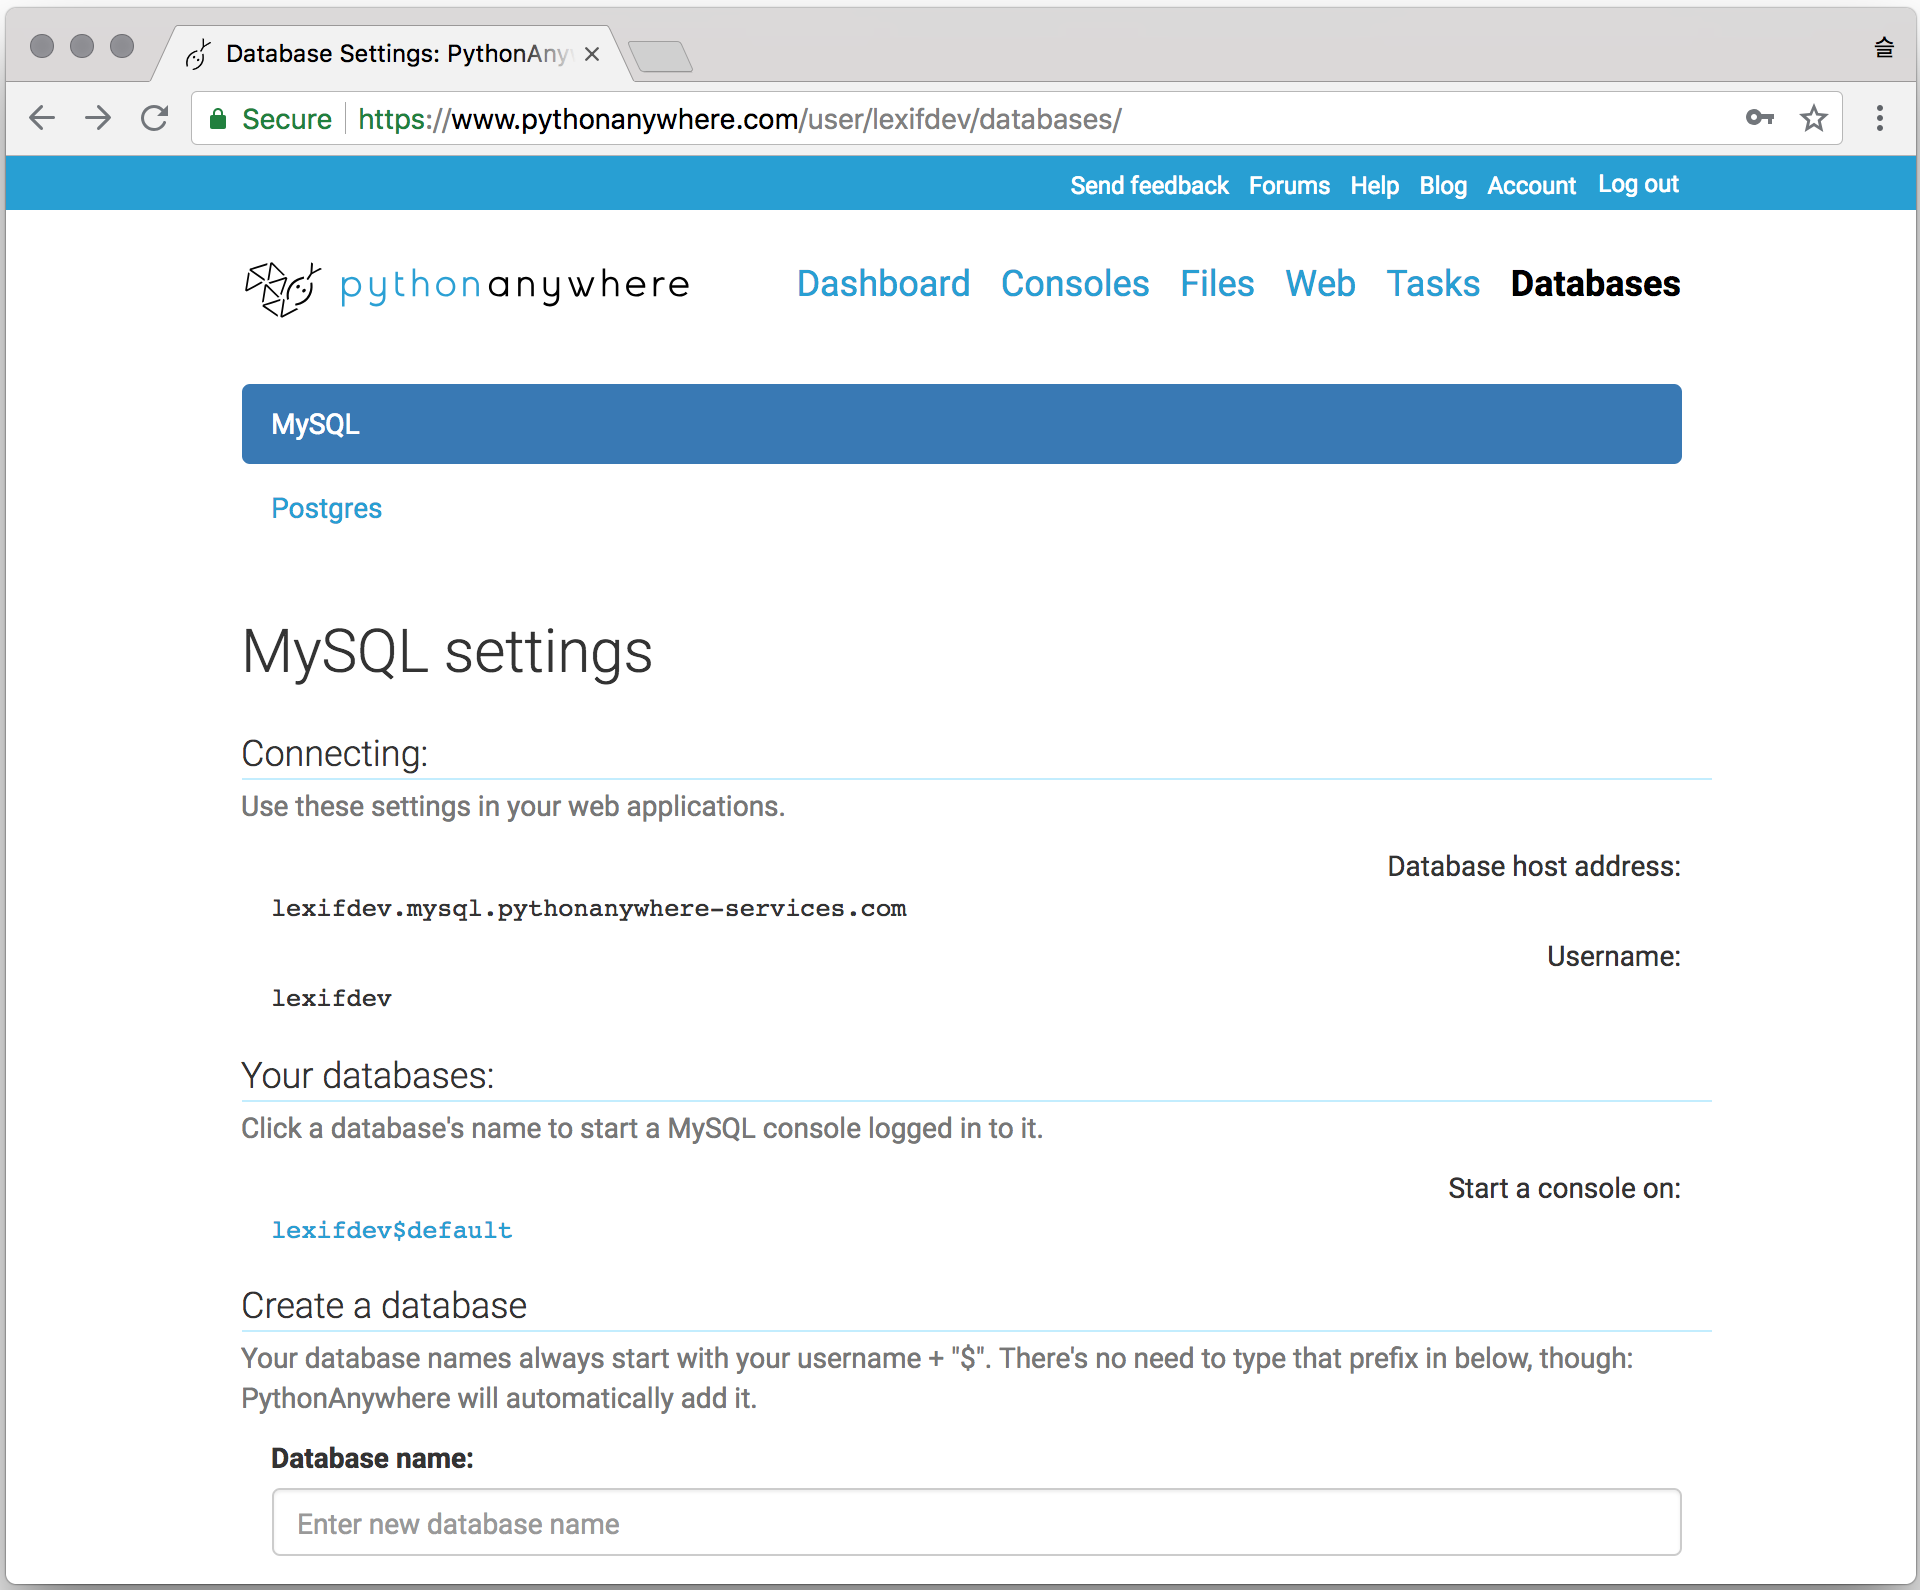 Database Settings: PythonAny
슬
Secure https://www.pythonanywhere.com/user/lexifdev/databases/
Send feedback Forums Help Blog Account Log out
pythonanywhere Dashboard Consoles Files Web Tasks Databases
MySQL
Postgres
MySQL settings
Connecting:
Use these settings in your web applications.
Database host address:
lexifdev.mysql.pythonanywhere-services.com
Username:
lexifdev
Your databases:
Click a database's name to start a MySQL console logged in to it.
Start a console on:
lexifdev$default
Create a database
Your database names always start with your username + "$". There's no need to type that prefix in below, though:
PythonAnywhere will automatically add it.
Database name:
Enter new database name